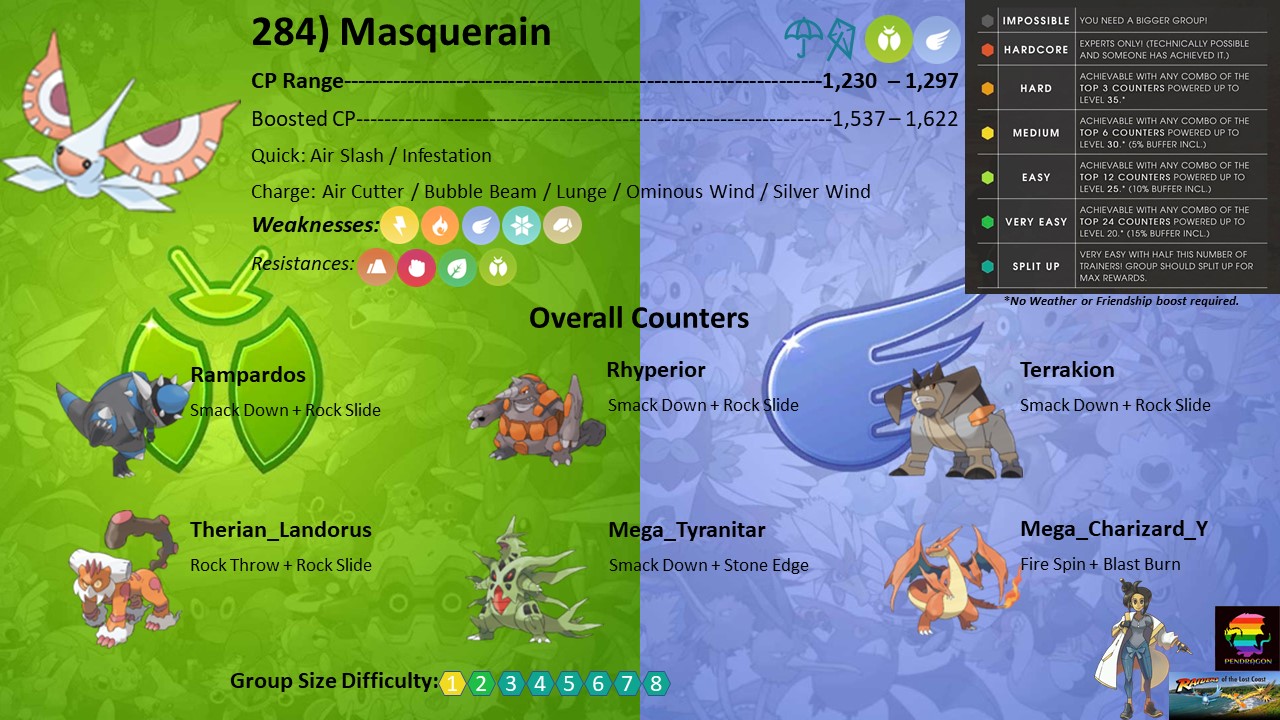 284) Masquerain
CP Range--------------------------------------------------------------------------------1,230 – 1,297
Boosted CP--------------------------------------------------------------------------------1,537 – 1,622
Quick: Air Slash / Infestation
Charge: Air Cutter / Bubble Beam / Lunge / Ominous Wind / Silver Wind
Weaknesses:
Resistances:
IMPOSSIBLE YOU NEED A BIGGER GROUP!
HARDCORE EXPERTS ONLY! (TECHNICALLY POSSIBLE
AND SOMEONE HAS ACHIEVED IT.)
HARD ACHIEVABLE WITH ANY COMBO OF THE
TOP 3 COUNTERS POWERED UP TO
LEVEL 35.*
MEDIUM ACHIEVABLE WITH ANY COMBO OF THE
TOP 6 COUNTERS POWERED UP TO
LEVEL 30.* (5% BUFFER INCL.)
EASY ACHIEVABLE WITH ANY COMBO OF THE
TOP 12 COUNTERS POWERED UP TO
LEVEL 25.* (10% BUFFER INCL.)
VERY EASY ACHIEVABLE WITH ANY COMBO OF THE
TOP 24 COUNTERS POWERED UP TO
LEVEL 20.* (15% BUFFER INCL.)
SPLIT UP VERY EASY WITH HALF THIS NUMBER OF
TRAINERS! GROUP SHOULD SPLIT UP FOR
MAX REWARDS.
*No Weather or Friendship boost required.
Overall Counters
Rampardos
Smack Down + Rock Slide
Rhyperior
Smack Down + Rock Slide
Terrakion
Smack Down + Rock Slide
Therian_Landorus
Rock Throw + Rock Slide
Mega_Tyranitar
Smack Down + Stone Edge
Mega_Charizard_Y
Fire Spin + Blast Burn
Group Size Difficulty: 1 2 3 4 5 6 7 8
PENDRAGON
RAIDERS of the Lost Coast